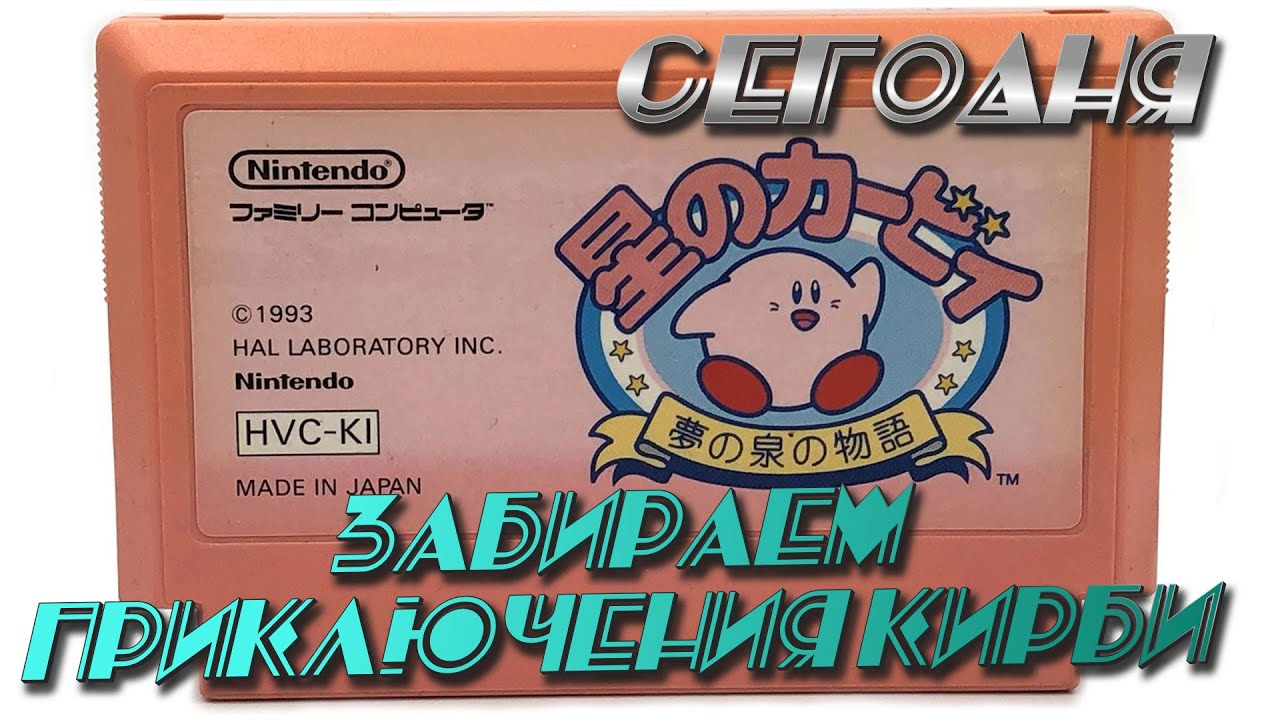 СЕГОДНЯ
Nintendo®
ファミリー コンピュータ™
星のカービィ
©1993
HAL LABORATORY INC.
Nintendo
HVC-KI
MADE IN JAPAN
夢の泉の物語
TM
ЗАБИРАЕМ
ПРИКЛЮЧЕНИЯ КИРБИ